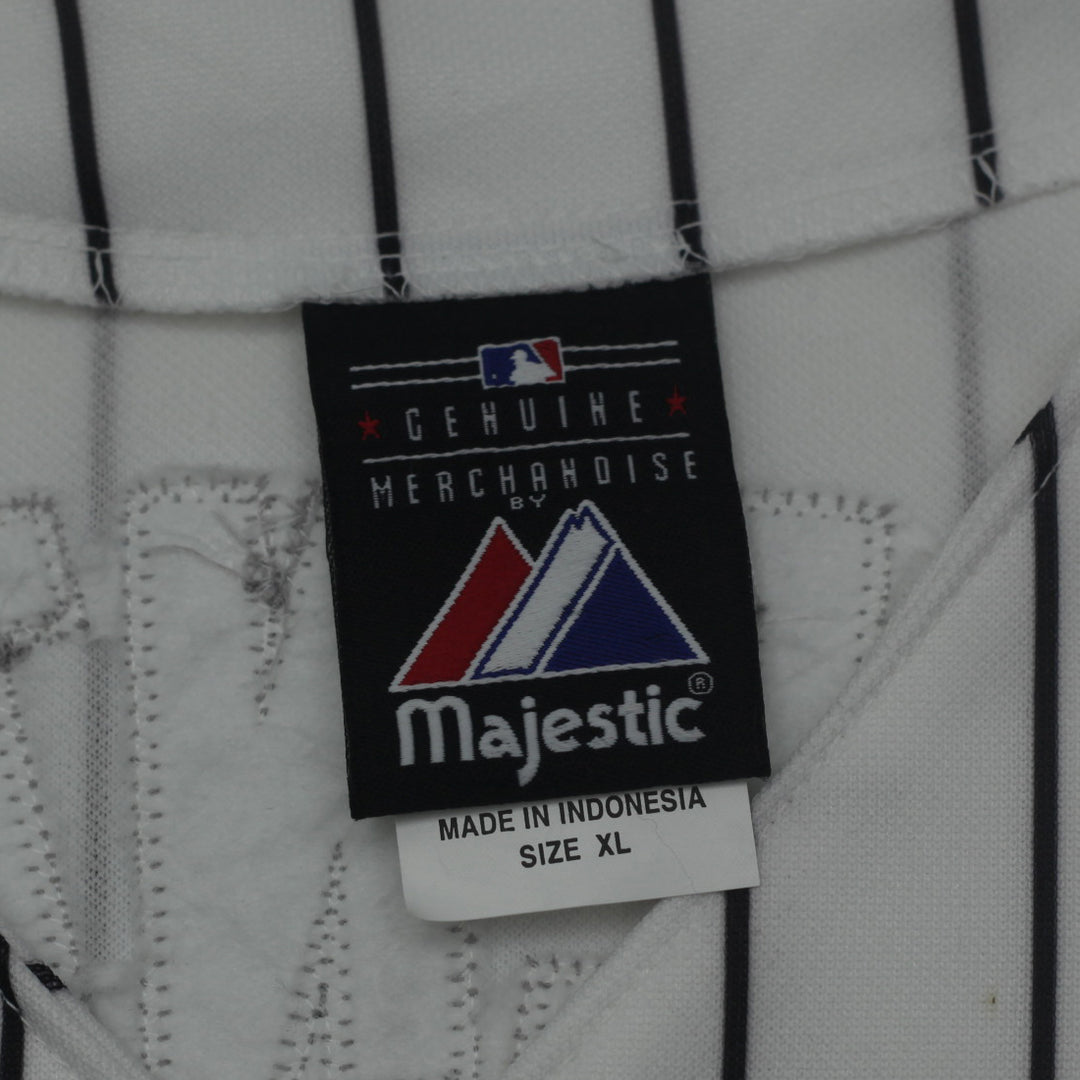 GENUINE
MERCHANDISE
BY
Majestic®
MADE IN INDONESIA
SIZE XL